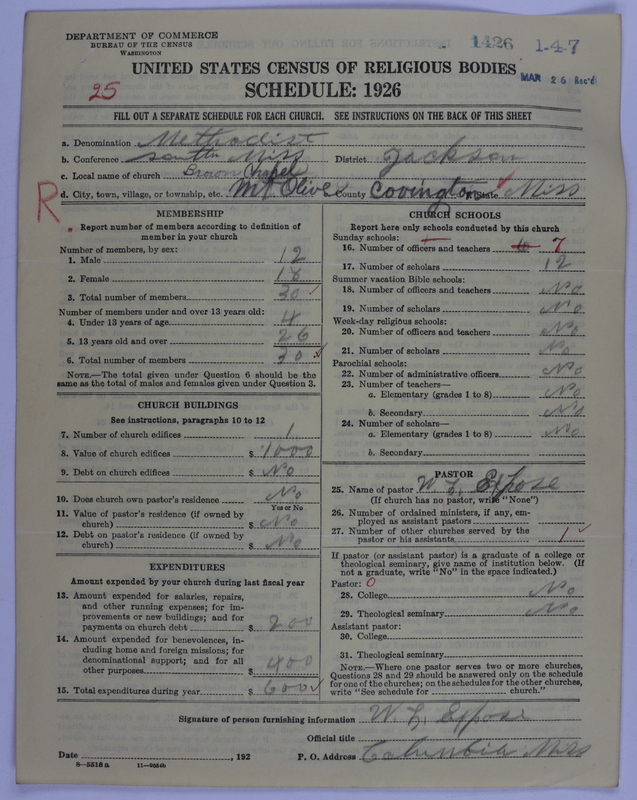 DEPARTMENT OF COMMERCE
BUREAU OF THE CENSUS
WASHINGTON
1426 1-4-7
MAR 26 Rec'd
UNITED STATES CENSUS OF RELIGIOUS BODIES
SCHEDULE: 1926
25
FILL OUT A SEPARATE SCHEDULE FOR EACH CHURCH. SEE INSTRUCTIONS ON THE BACK OF THIS SHEET
a. Denomination Methodist
b. Conference South Miss District Jackson
c. Local name of church Brown Chapel
d. City, town, village, or township, etc. Mt Olive County Covington State Miss
R
MEMBERSHIP
Report number of members according to definition of member in your church
Number of members, by sex:
1. Male 12
2. Female 18
3. Total number of members 30 ✓
Number of members under and over 13 years old:
4. Under 13 years of age 4
5. 13 years old and over 26
6. Total number of members 30 ✓
NOTE.—The total given under Question 6 should be the same as the total of males and females given under Question 3.
CHURCH BUILDINGS
See instructions, paragraphs 10 to 12
7. Number of church edifices 1
8. Value of church edifices $ 1000
9. Debt on church edifices $ No
10. Does church own pastor's residence No
Yes or No
11. Value of pastor's residence (if owned by church) $ No
12. Debt on pastor's residence (if owned by church) $ No
EXPENDITURES
Amount expended by your church during last fiscal year
13. Amount expended for salaries, repairs, and other running expenses; for improvements or new buildings; and for payments on church debt $ 200
14. Amount expended for benevolences, including home and foreign missions; for denominational support; and for all other purposes $ 400
15. Total expenditures during year $ 600 ✓
CHURCH SCHOOLS
Report here only schools conducted by this church
Sunday schools: 1
16. Number of officers and teachers 7
17. Number of scholars 12
Summer vacation Bible schools:
18. Number of officers and teachers No
19. Number of scholars No
Week-day religious schools:
20. Number of officers and teachers No
21. Number of scholars No
Parochial schools:
22. Number of administrative officers No
23. Number of teachers—
a. Elementary (grades 1 to 8) No
b. Secondary No
24. Number of scholars—
a. Elementary (grades 1 to 8) No
b. Secondary
PASTOR
25. Name of pastor W. L. Expose
(If church has no pastor, write "None")
26. Number of ordained ministers, if any, employed as assistant pastors
27. Number of other churches served by the pastor or his assistants 1 ✓
If pastor (or assistant pastor) is a graduate of a college or theological seminary, give name of institution below. (If not a graduate, write "No" in the space indicated.)
Pastor: 0
28. College No
29. Theological seminary No
Assistant pastor:
30. College
31. Theological seminary
NOTE.—Where one pastor serves two or more churches, Questions 28 and 29 should be answered only on the schedule for one of the churches; on the schedules for the other churches, write "See schedule for church."
Signature of person furnishing information W. L. Expose
Official title
Date , 192 P. O. Address Columbia Miss
8—5518 a